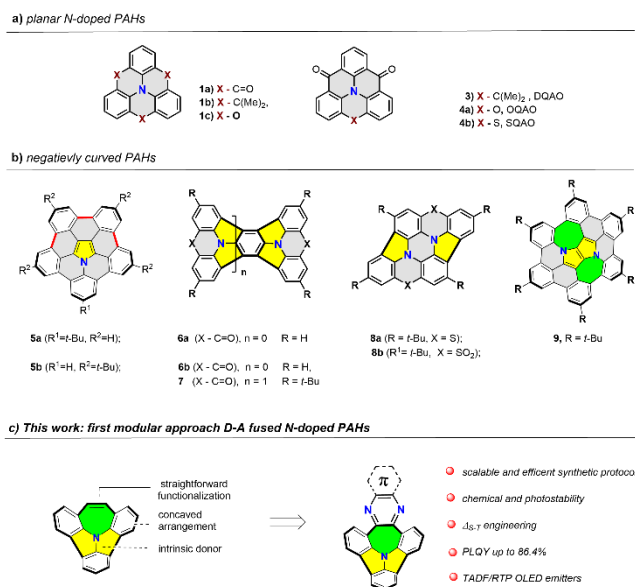 a) planar N-doped PAHs
X X
N
X
1a) X - C=O
1b) X - C(Me)2,
1c) X - O
O O
N
X
3) X - C(Me)2 , DQAO
4a) X - O, OQAO
4b) X - S, SQAO
b) negatievly curved PAHs
R2 R2
R2 R2
N
R1
5a (R1=t-Bu, R2=H);
5b (R1=H, R2=t-Bu);
R R
X N N X
n
R R
6a (X - C=O), n = 0 R = H
6b (X - C=O), n = 0 R = H,
7 (X - C=O), n = 1 R = t-Bu
R X R
N N
R X R
8a (R = t-Bu, X = S);
8b (R1= t-Bu, X = SO2);
R R
R N R
N
R R
9, R = t-Bu
c) This work: first modular approach D-A fused N-doped PAHs
straightforward
functionalization
concaved
arrangement
intrinsic donor
N
π
N N
N
scalable and efficent synthetic protocol
chemical and photostability
ΔS-T engineering
PLQY up to 86.4%
TADF/RTP OLED emitters